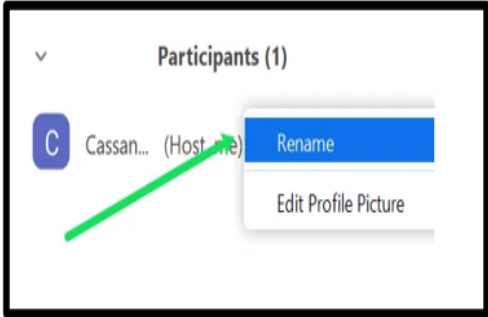 Participants (1)
C Cassan... (Host, me) Rename
Edit Profile Picture